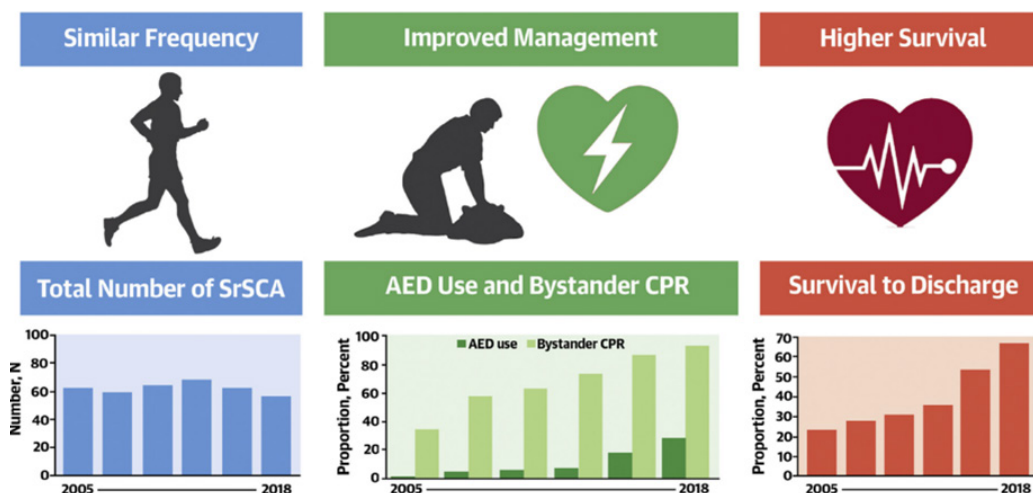 Similar Frequency
Improved Management
Higher Survival
Total Number of SrSCA
AED Use and Bystander CPR
Survival to Discharge
Number, N
100
80
60
40
20
0
2005
2018
Proportion, Percent
100
80
60
40
20
0
AED use
Bystander CPR
2005
2018
Proportion, Percent
70
60
50
40
30
20
10
0
2005
2018